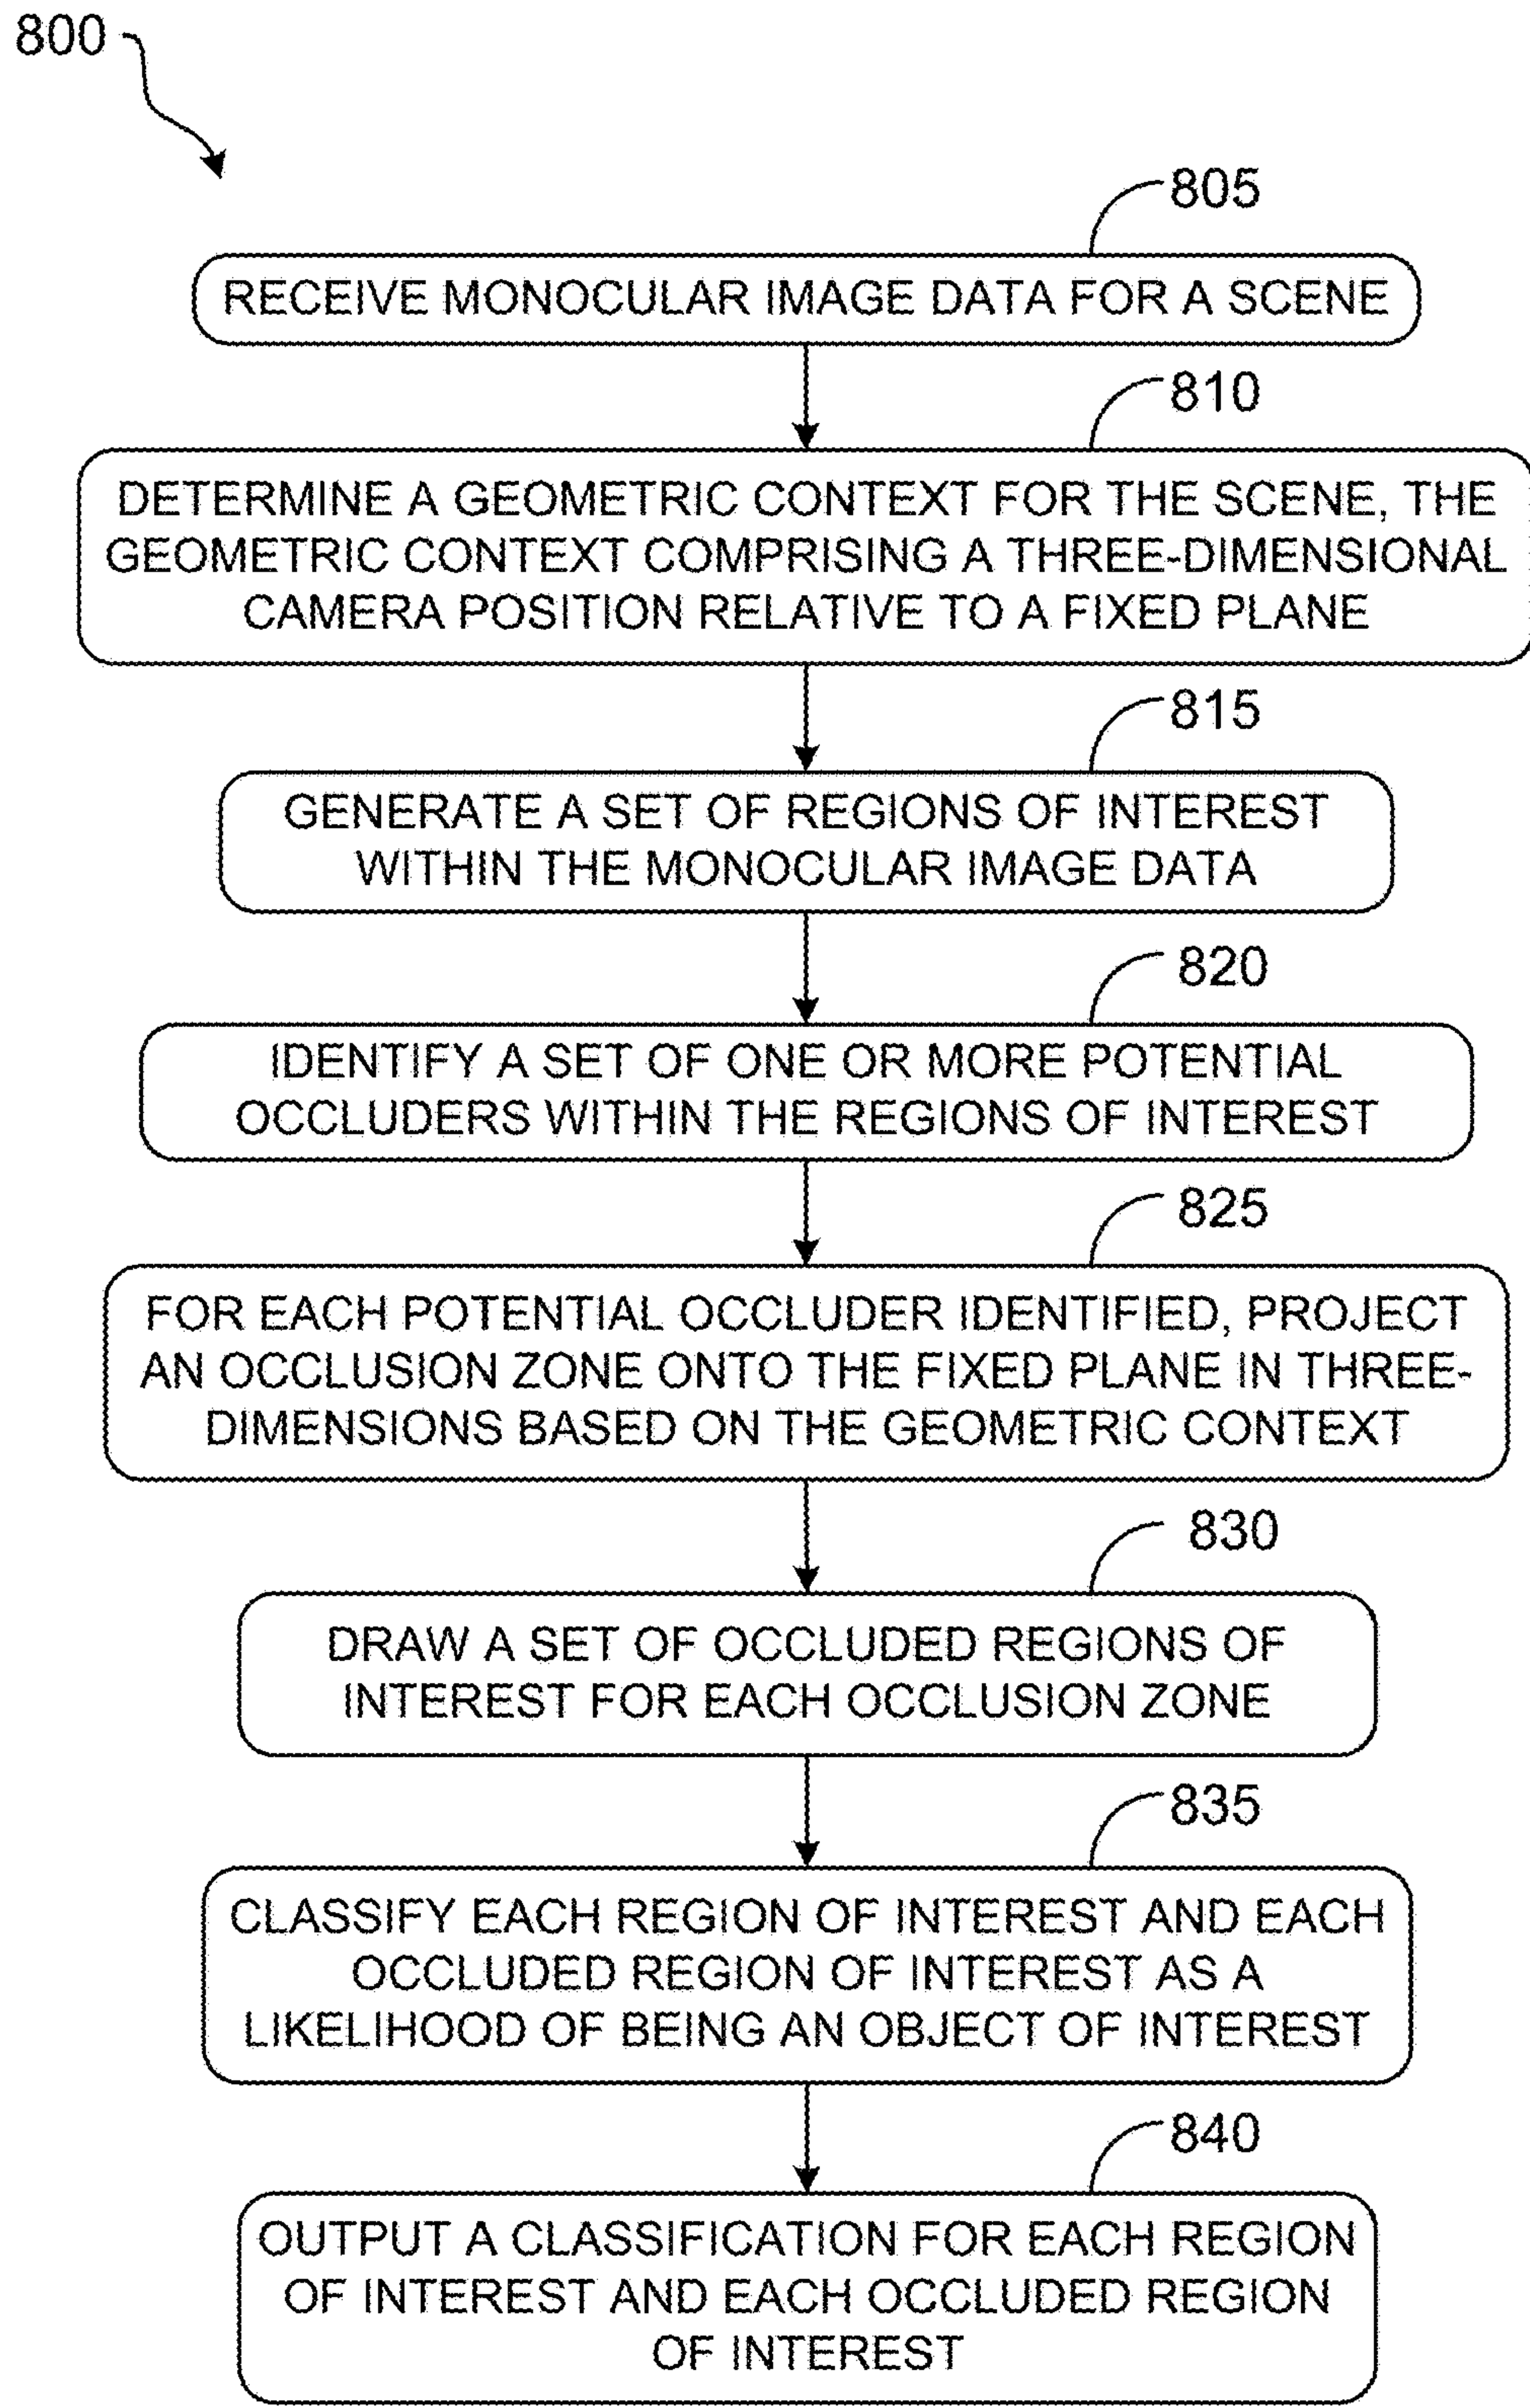 800
805
RECEIVE MONOCULAR IMAGE DATA FOR A SCENE
810
DETERMINE A GEOMETRIC CONTEXT FOR THE SCENE, THE
GEOMETRIC CONTEXT COMPRISING A THREE-DIMENSIONAL
CAMERA POSITION RELATIVE TO A FIXED PLANE
815
GENERATE A SET OF REGIONS OF INTEREST
WITHIN THE MONOCULAR IMAGE DATA
820
IDENTIFY A SET OF ONE OR MORE POTENTIAL
OCCLUDERS WITHIN THE REGIONS OF INTEREST
825
FOR EACH POTENTIAL OCCLUDER IDENTIFIED, PROJECT
AN OCCLUSION ZONE ONTO THE FIXED PLANE IN THREE-
DIMENSIONS BASED ON THE GEOMETRIC CONTEXT
830
DRAW A SET OF OCCLUDED REGIONS OF
INTEREST FOR EACH OCCLUSION ZONE
835
CLASSIFY EACH REGION OF INTEREST AND EACH
OCCLUDED REGION OF INTEREST AS A
LIKELIHOOD OF BEING AN OBJECT OF INTEREST
840
OUTPUT A CLASSIFICATION FOR EACH REGION
OF INTEREST AND EACH OCCLUDED REGION
OF INTEREST